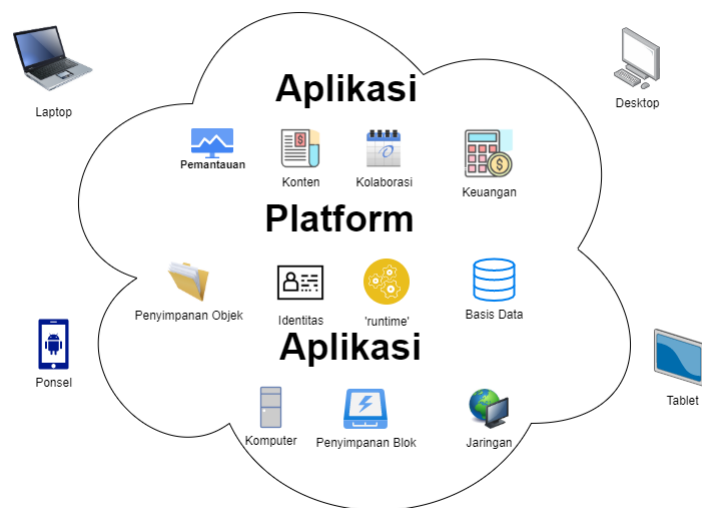 Aplikasi
Laptop
Desktop
Pemantauan
Konten
Kolaborasi
Keuangan
Platform
Penyimpanan Objek
Identitas
'runtime'
Basis Data
Aplikasi
Ponsel
Tablet
Komputer
Penyimpanan Blok
Jaringan